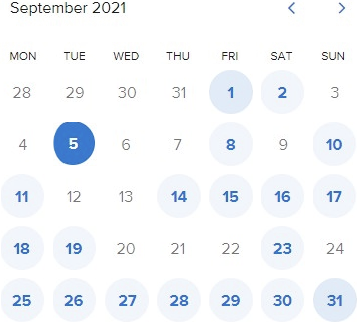 September 2021 < >
MON TUE WED THU FRI SAT SUN
28 29 30 31 1 2 3
4 5 6 7 8 9 10
11 12 13 14 15 16 17
18 19 20 21 22 23 24
25 26 27 28 29 30 31